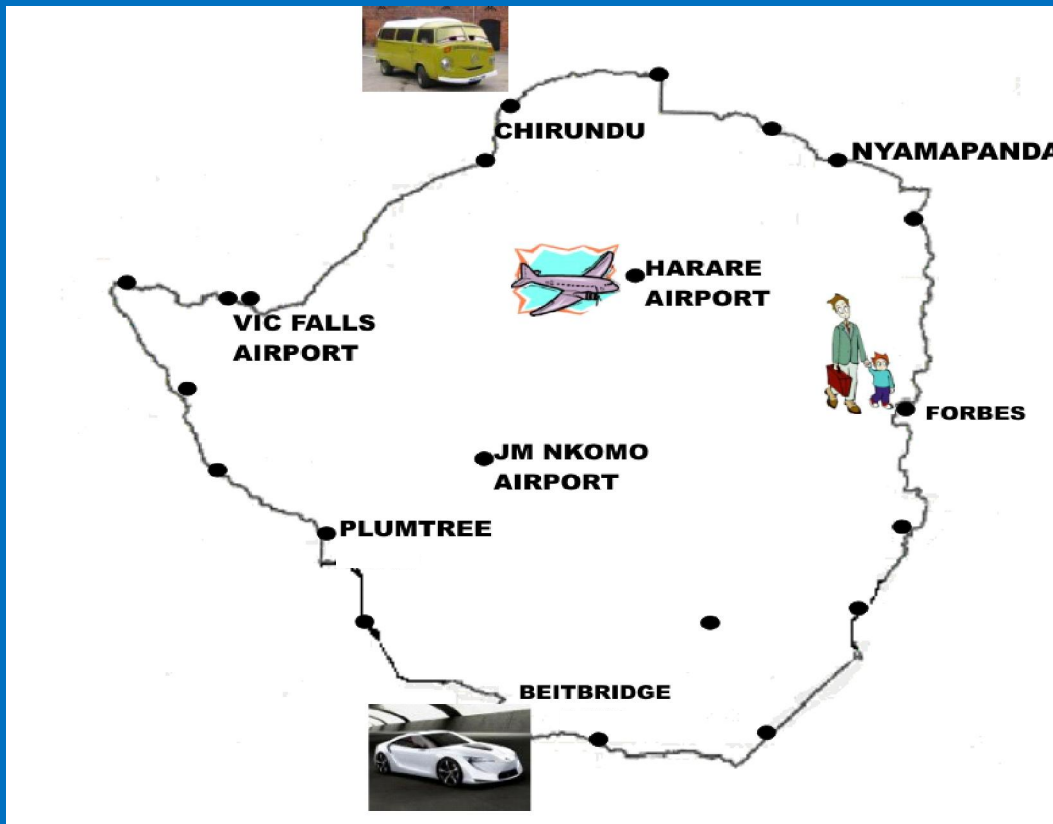 CHIRUNDU
NYAMAPANDA
HARARE
AIRPORT
VIC FALLS
AIRPORT
FORBES
JM NKOMO
AIRPORT
PLUMTREE
BEITBRIDGE